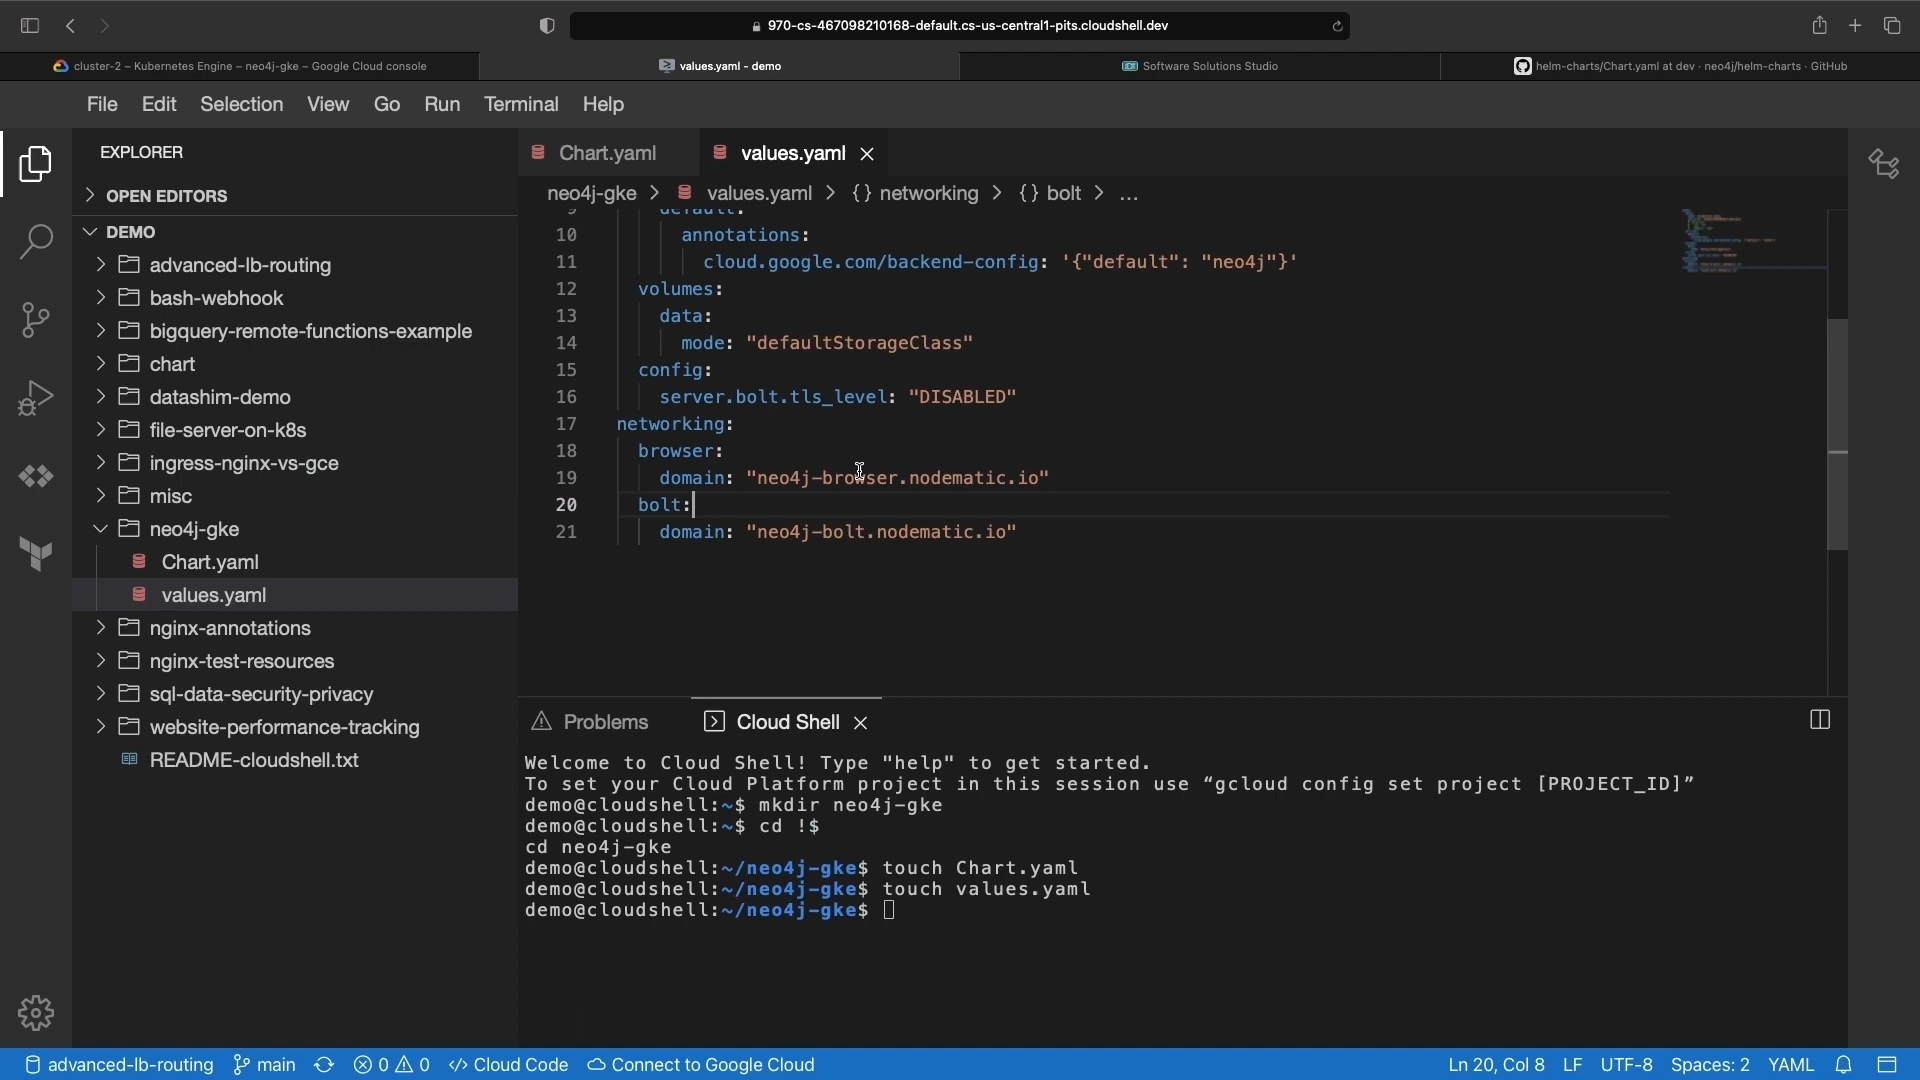 970-cs-467098210168-default.cs-us-central1-pits.cloudshell.dev
cluster-2 – Kubernetes Engine – neo4j-gke – Google Cloud console
values.yaml - demo
Software Solutions Studio
helm-charts/Chart.yaml at dev · neo4j/helm-charts · GitHub
File Edit Selection View Go Run Terminal Help
EXPLORER
OPEN EDITORS
DEMO
advanced-lb-routing
bash-webhook
bigquery-remote-functions-example
chart
datashim-demo
file-server-on-k8s
ingress-nginx-vs-gce
misc
neo4j-gke
Chart.yaml
values.yaml
nginx-annotations
nginx-test-resources
sql-data-security-privacy
website-performance-tracking
README-cloudshell.txt
Chart.yaml
values.yaml
neo4j-gke > values.yaml > {} networking > {} bolt > ...
9 default:
10 annotations:
11 cloud.google.com/backend-config: '{"default": "neo4j"}'
12 volumes:
13 data:
14 mode: "defaultStorageClass"
15 config:
16 server.bolt.tls_level: "DISABLED"
17 networking:
18 browser:
19 domain: "neo4j-browser.nodematic.io"
20 bolt:
21 domain: "neo4j-bolt.nodematic.io"
Problems
Cloud Shell
Welcome to Cloud Shell! Type "help" to get started.
To set your Cloud Platform project in this session use “gcloud config set project [PROJECT_ID]”
demo@cloudshell:~$ mkdir neo4j-gke
demo@cloudshell:~$ cd !$
cd neo4j-gke
demo@cloudshell:~/neo4j-gke$ touch Chart.yaml
demo@cloudshell:~/neo4j-gke$ touch values.yaml
demo@cloudshell:~/neo4j-gke$
advanced-lb-routing main 0 0 Cloud Code Connect to Google Cloud Ln 20, Col 8 LF UTF-8 Spaces: 2 YAML